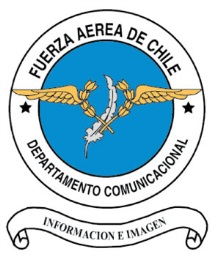 FUERZA AEREA DE CHILE
DEPARTAMENTO COMUNICACIONAL
INFORMACION E IMAGEN